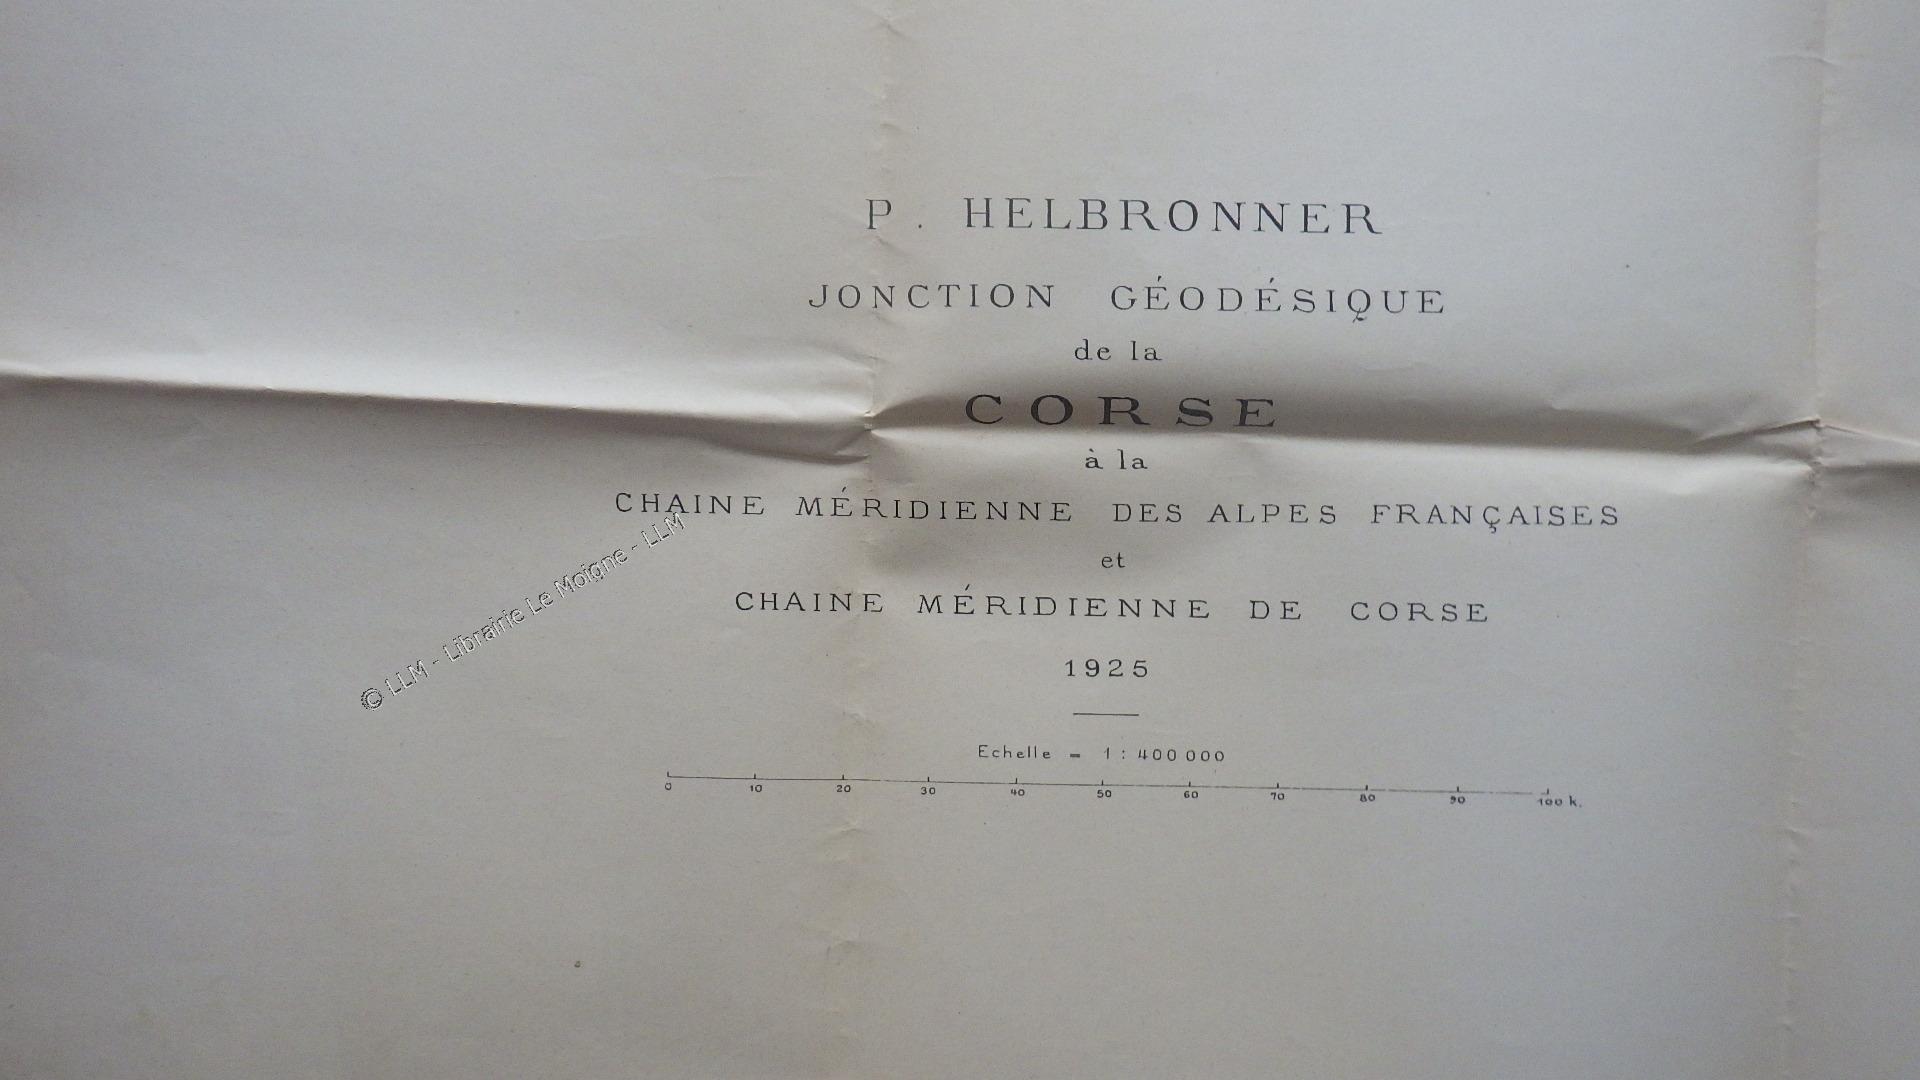 P. HELBRONNER
JONCTION GÉODÉSIQUE
de la
CORSE
à la
CHAINE MÉRIDIENNE DES ALPES FRANÇAISES
et
CHAINE MÉRIDIENNE DE CORSE
1925
Echelle = 1 : 400 000
0 10 20 30 40 50 60 70 80 90 100 k.
© LLM - Librairie Le Moigne - LLM